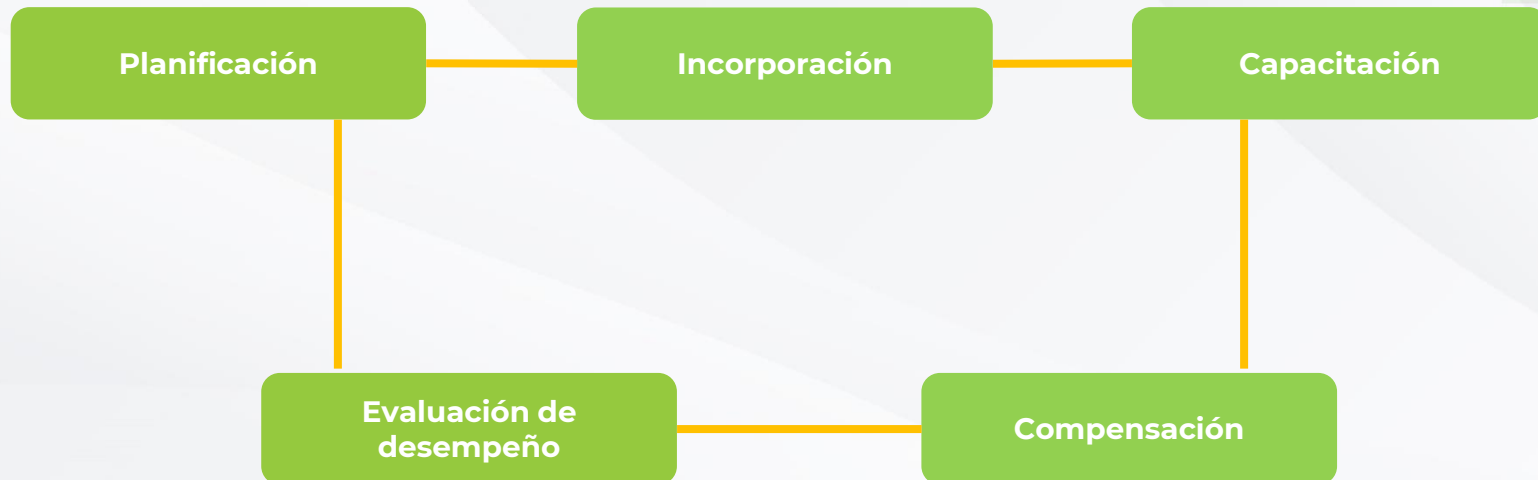 Planificación
Incorporación
Capacitación
Evaluación de
desempeño
Compensación